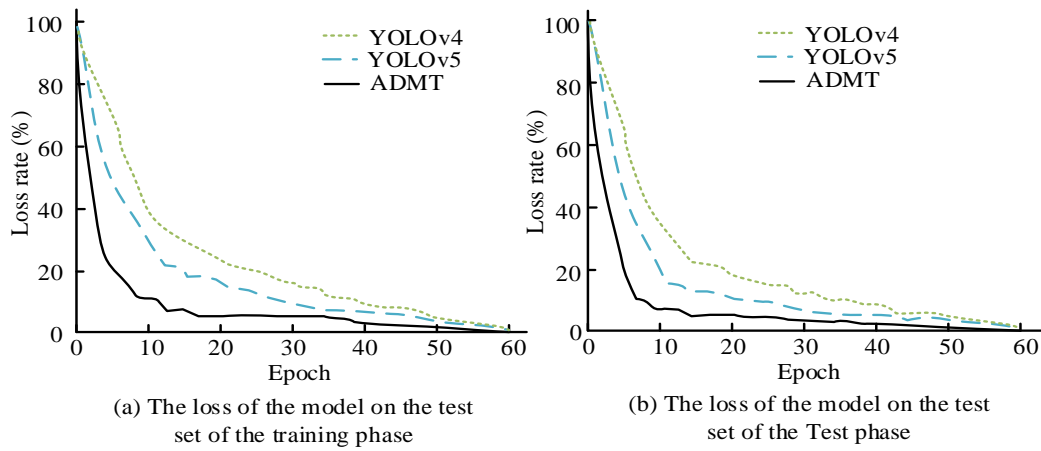 100
80
60
40
20
0
Loss rate (%)
YOLOv4
YOLOv5
ADMT
0 10 20 30 40 50 60
Epoch
(a) The loss of the model on the test
set of the training phase
100
80
60
40
20
0
Loss rate (%)
YOLOv4
YOLOv5
ADMT
0 10 20 30 40 50 60
Epoch
(b) The loss of the model on the test
set of the Test phase